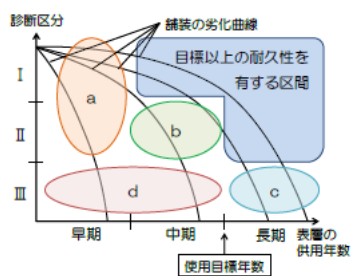 診断区分
舗装の劣化曲線
目標以上の耐久性を
有する区間
Ⅰ
a
Ⅱ
b
Ⅲ
d
c
早期
中期
長期
表層の
供用年数
使用目標年数